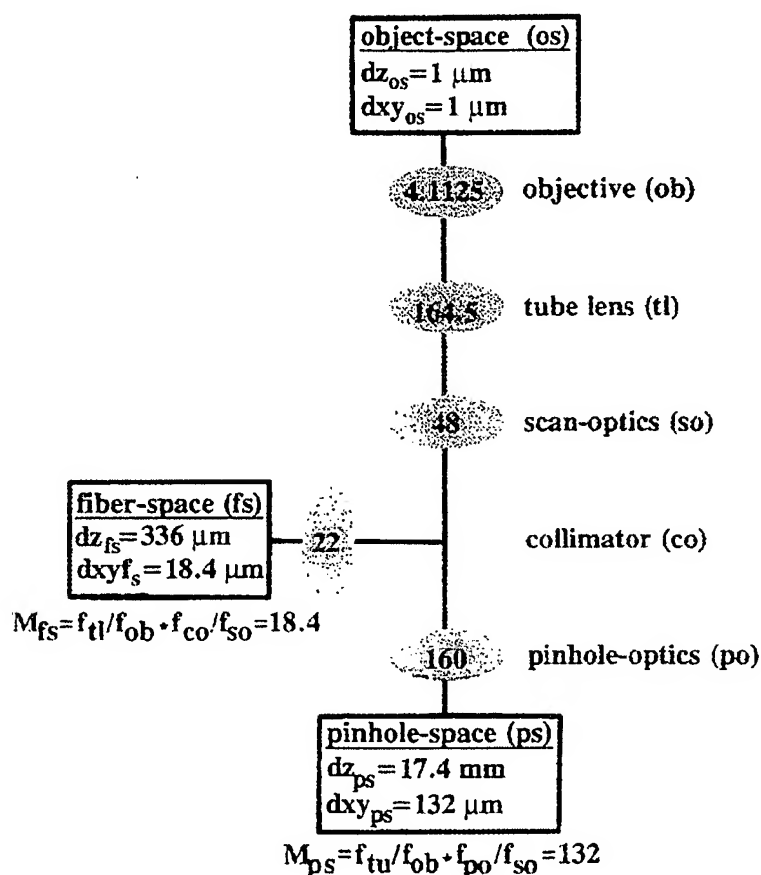 object-space (os)
dz_os=1 μm
dxy_os=1 μm
4.1125 objective (ob)
164.5 tube lens (tl)
48 scan-optics (so)
fiber-space (fs)
dz_fs=336 μm
dxyf_s=18.4 μm
22 collimator (co)
M_fs=f_tl/f_ob•f_co/f_so=18.4
160 pinhole-optics (po)
pinhole-space (ps)
dz_ps=17.4 mm
dxy_ps=132 μm
M_ps=f_tu/f_ob•f_po/f_so=132